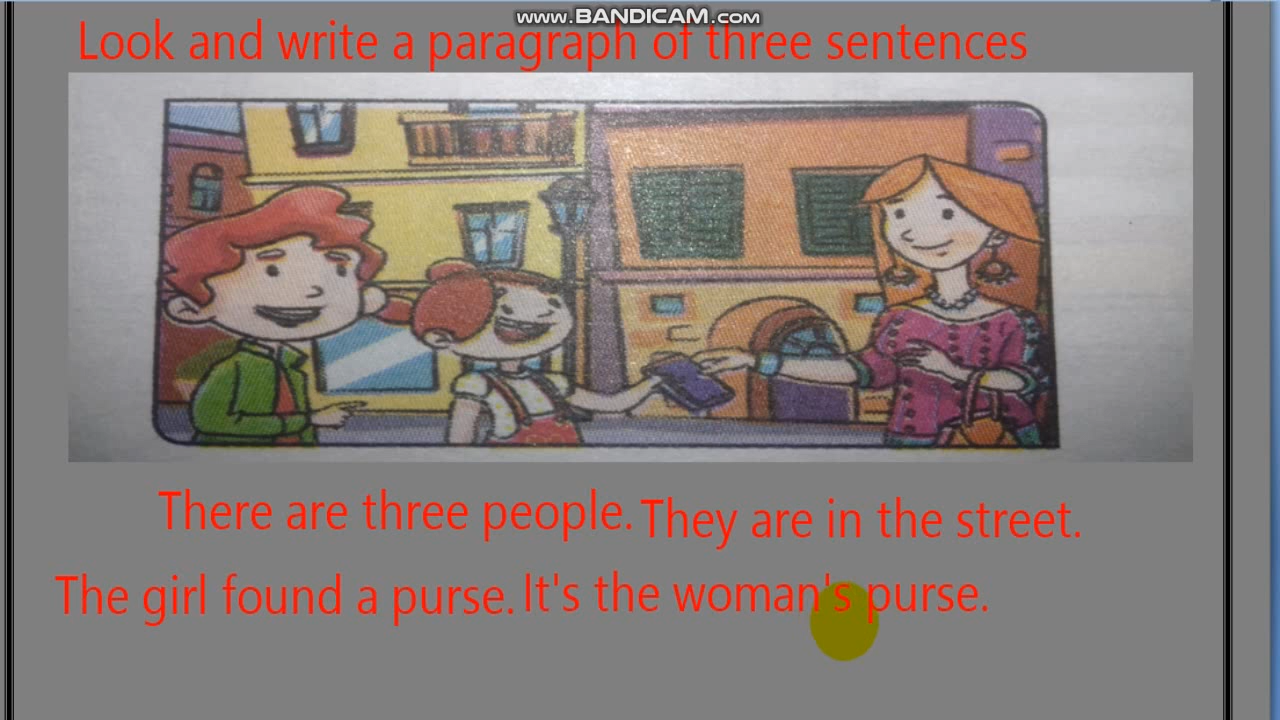 www.BANDICAM.com
Look and write a paragraph of three sentences
There are three people. They are in the street.
The girl found a purse. It's the woman's purse.